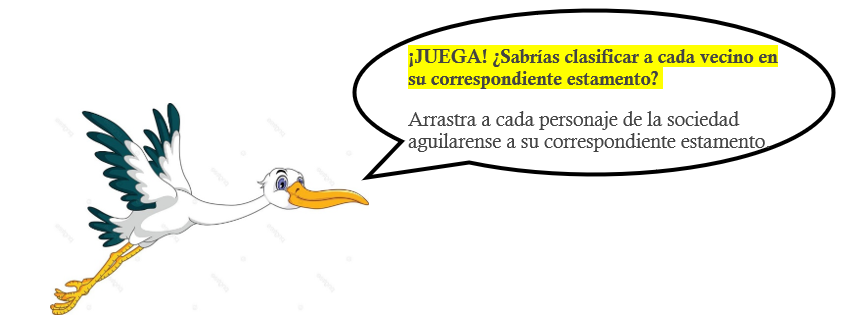 ¡JUEGA! ¿Sabrías clasificar a cada vecino en
su correspondiente estamento?
Arrastra a cada personaje de la sociedad
aguilarense a su correspondiente estamento